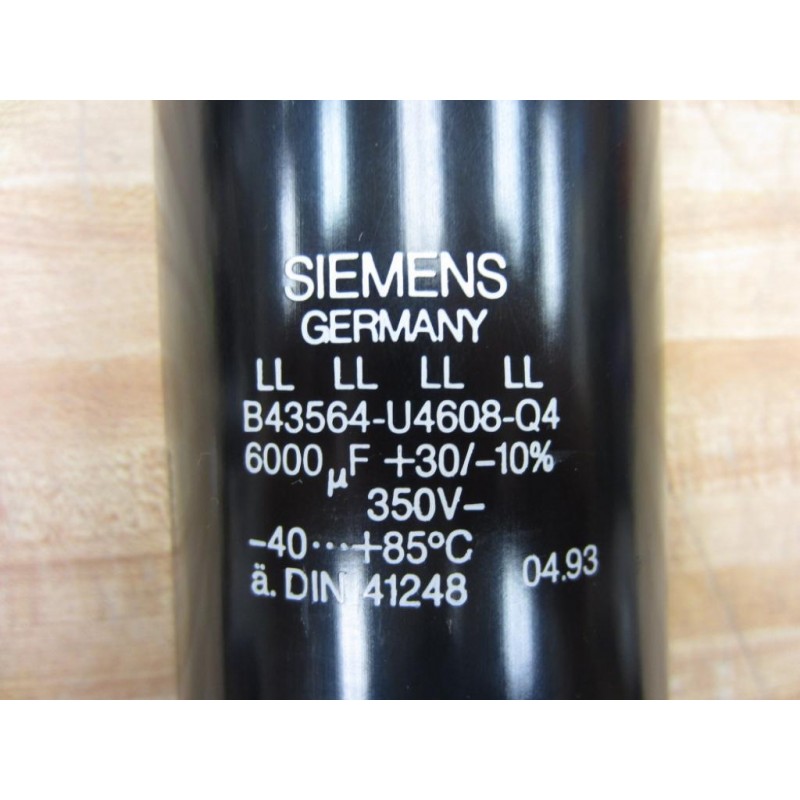 SIEMENS
GERMANY
LL LL LL LL
B43564-U4608-Q4
6000 µF +30/-10%
350V-
-40···+85°C
ä. DIN 41248 04.93